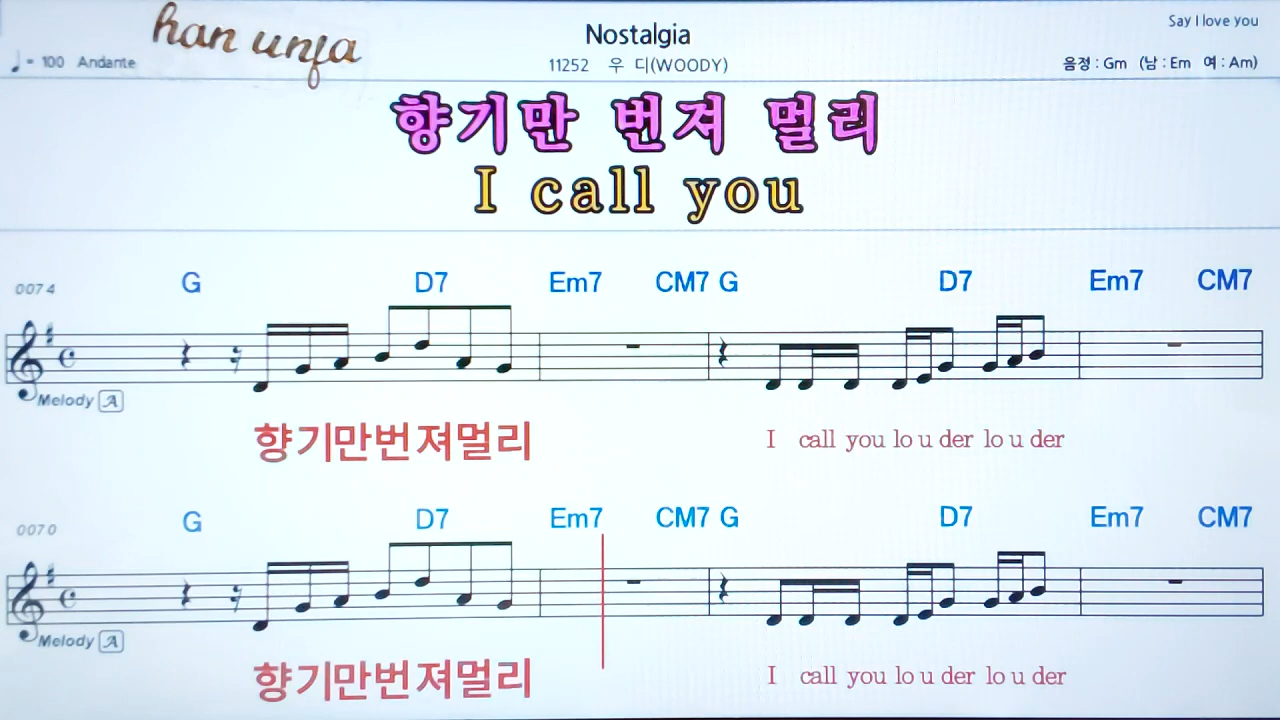 han unfa
Nostalgia
Say I love you
♩= 100 Andante
11252 우 디(WOODY)
음정 : Gm (남 : Em 여 : Am)
향기만 번져 멀리
I call you
0074 G D7 Em7 CM7 G D7 Em7 CM7
Melody A
향기만번져멀리 I call you lo u der lo u der
0070 G D7 Em7 CM7 G D7 Em7 CM7
Melody A
향기만번져멀리 I call you lo u der lo u der